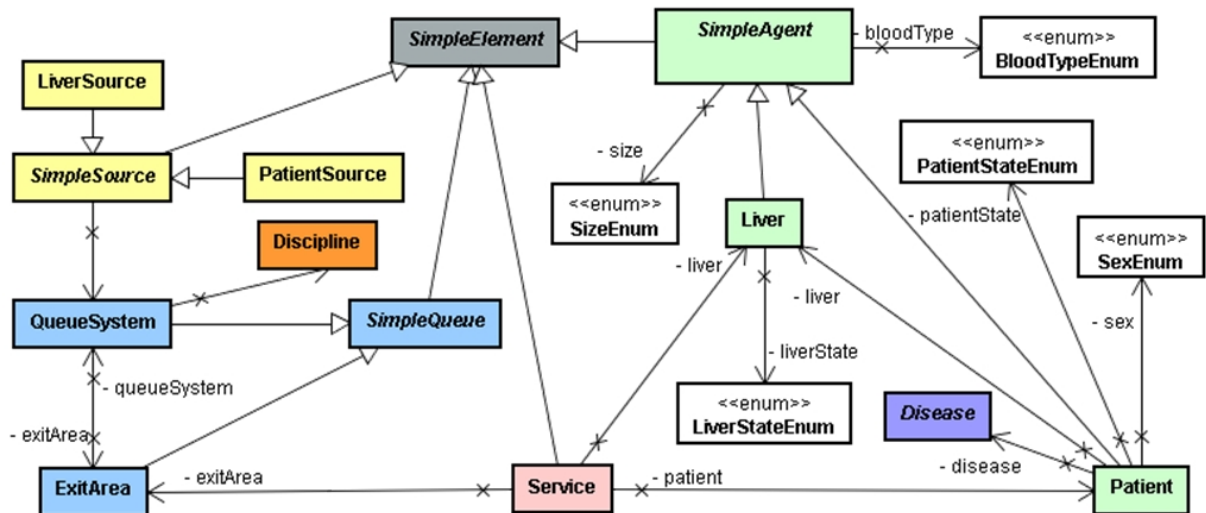 SimpleElement
SimpleAgent
- bloodType
<<enum>>
BloodTypeEnum
LiverSource
- size
<<enum>>
PatientStateEnum
SimpleSource
PatientSource
<<enum>>
SizeEnum
Liver
- patientState
<<enum>>
SexEnum
Discipline
- liver
- liver
QueueSystem
SimpleQueue
- sex
- liverState
- queueSystem
<<enum>>
LiverStateEnum
Disease
- exitArea
- disease
ExitArea
- exitArea
Service
- patient
Patient